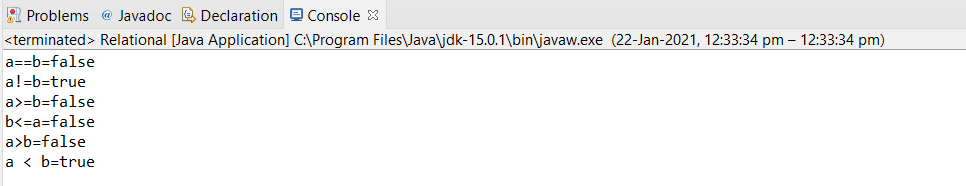 Problems @ Javadoc Declaration Console
<terminated> Relational [Java Application] C:\Program Files\Java\jdk-15.0.1\bin\javaw.exe (22-Jan-2021, 12:33:34 pm – 12:33:34 pm)
a==b=false
a!=b=true
a>=b=false
b<=a=false
a>b=false
a < b=true